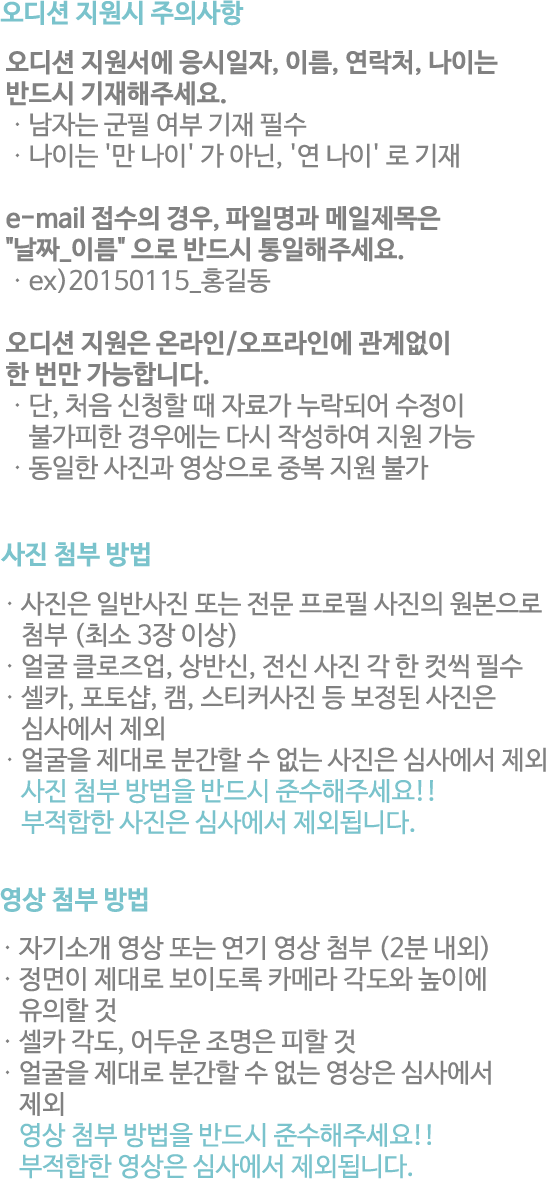 오디션 지원시 주의사항
오디션 지원서에 응시일자, 이름, 연락처, 나이는
반드시 기재해주세요.
· 남자는 군필 여부 기재 필수
· 나이는 '만 나이' 가 아닌, '연 나이' 로 기재
e-mail 접수의 경우, 파일명과 메일제목은
"날짜_이름" 으로 반드시 통일해주세요.
· ex)20150115_홍길동
오디션 지원은 온라인/오프라인에 관계없이
한 번만 가능합니다.
· 단, 처음 신청할 때 자료가 누락되어 수정이
불가피한 경우에는 다시 작성하여 지원 가능
· 동일한 사진과 영상으로 중복 지원 불가
사진 첨부 방법
· 사진은 일반사진 또는 전문 프로필 사진의 원본으로
첨부 (최소 3장 이상)
· 얼굴 클로즈업, 상반신, 전신 사진 각 한 컷씩 필수
· 셀카, 포토샵, 캠, 스티커사진 등 보정된 사진은
심사에서 제외
· 얼굴을 제대로 분간할 수 없는 사진은 심사에서 제외
사진 첨부 방법을 반드시 준수해주세요!!
부적합한 사진은 심사에서 제외됩니다.
영상 첨부 방법
· 자기소개 영상 또는 연기 영상 첨부 (2분 내외)
· 정면이 제대로 보이도록 카메라 각도와 높이에
유의할 것
· 셀카 각도, 어두운 조명은 피할 것
· 얼굴을 제대로 분간할 수 없는 영상은 심사에서
제외
영상 첨부 방법을 반드시 준수해주세요!!
부적합한 영상은 심사에서 제외됩니다.